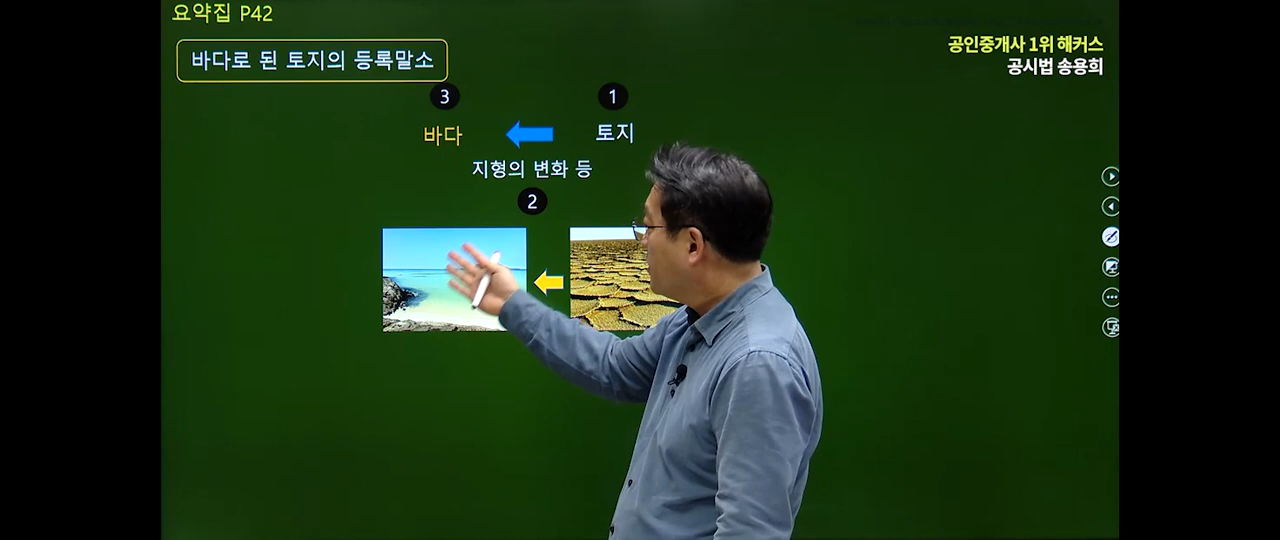 요약집 P42
공인중개사 1위 해커스
공시법 송용희
바다로 된 토지의 등록말소
3
1
바다
토지
지형의 변화 등
2